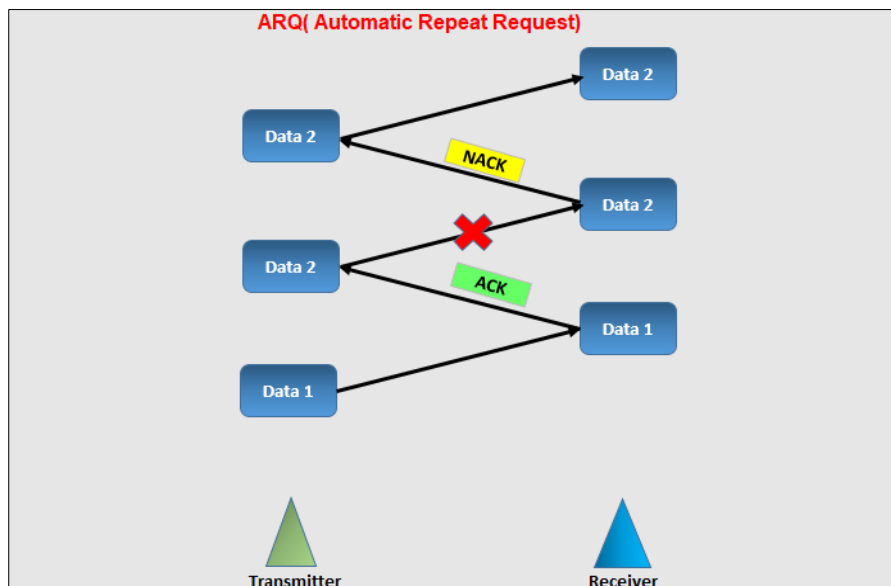 ARQ( Automatic Repeat Request)
Data 2
Data 2
NACK
Data 2
Data 2
ACK
Data 1
Data 1
Transmitter
Receiver